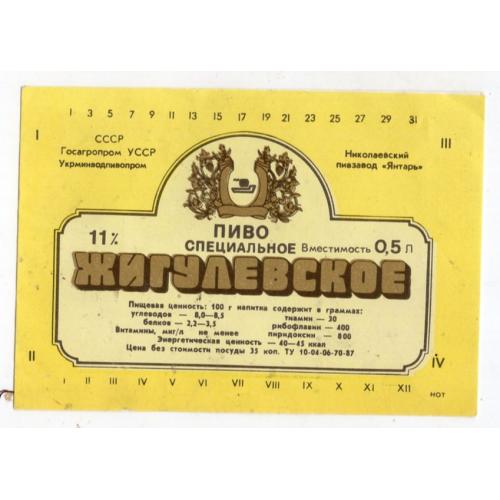 1 3 5 7 9 11 13 15 17 19 21 23 25 27 29 31
I
III
СССР
Госагропром УССР
Укрминводпивопром
Николаевский
пивзавод «Янтарь»
11%
ПИВО
СПЕЦИАЛЬНОЕ
Вместимость 0,5 л
ЖИГУЛЕВСКОЕ
Пищевая ценность: 100 г напитка содержит в граммах:
углеводов — 8,0—8,5 тиамин — 30
белков — 2,2—3,5 рибофлавин — 400
Витамины, мкг/л не менее пиридоксин — 800
Энергетическая ценность — 40—45 ккал
Цена без стоимости посуды 35 коп. ТУ 10-04-06-70-87
II
IV
I II III IV V VI VII VIII IX X XI XII
НОТ